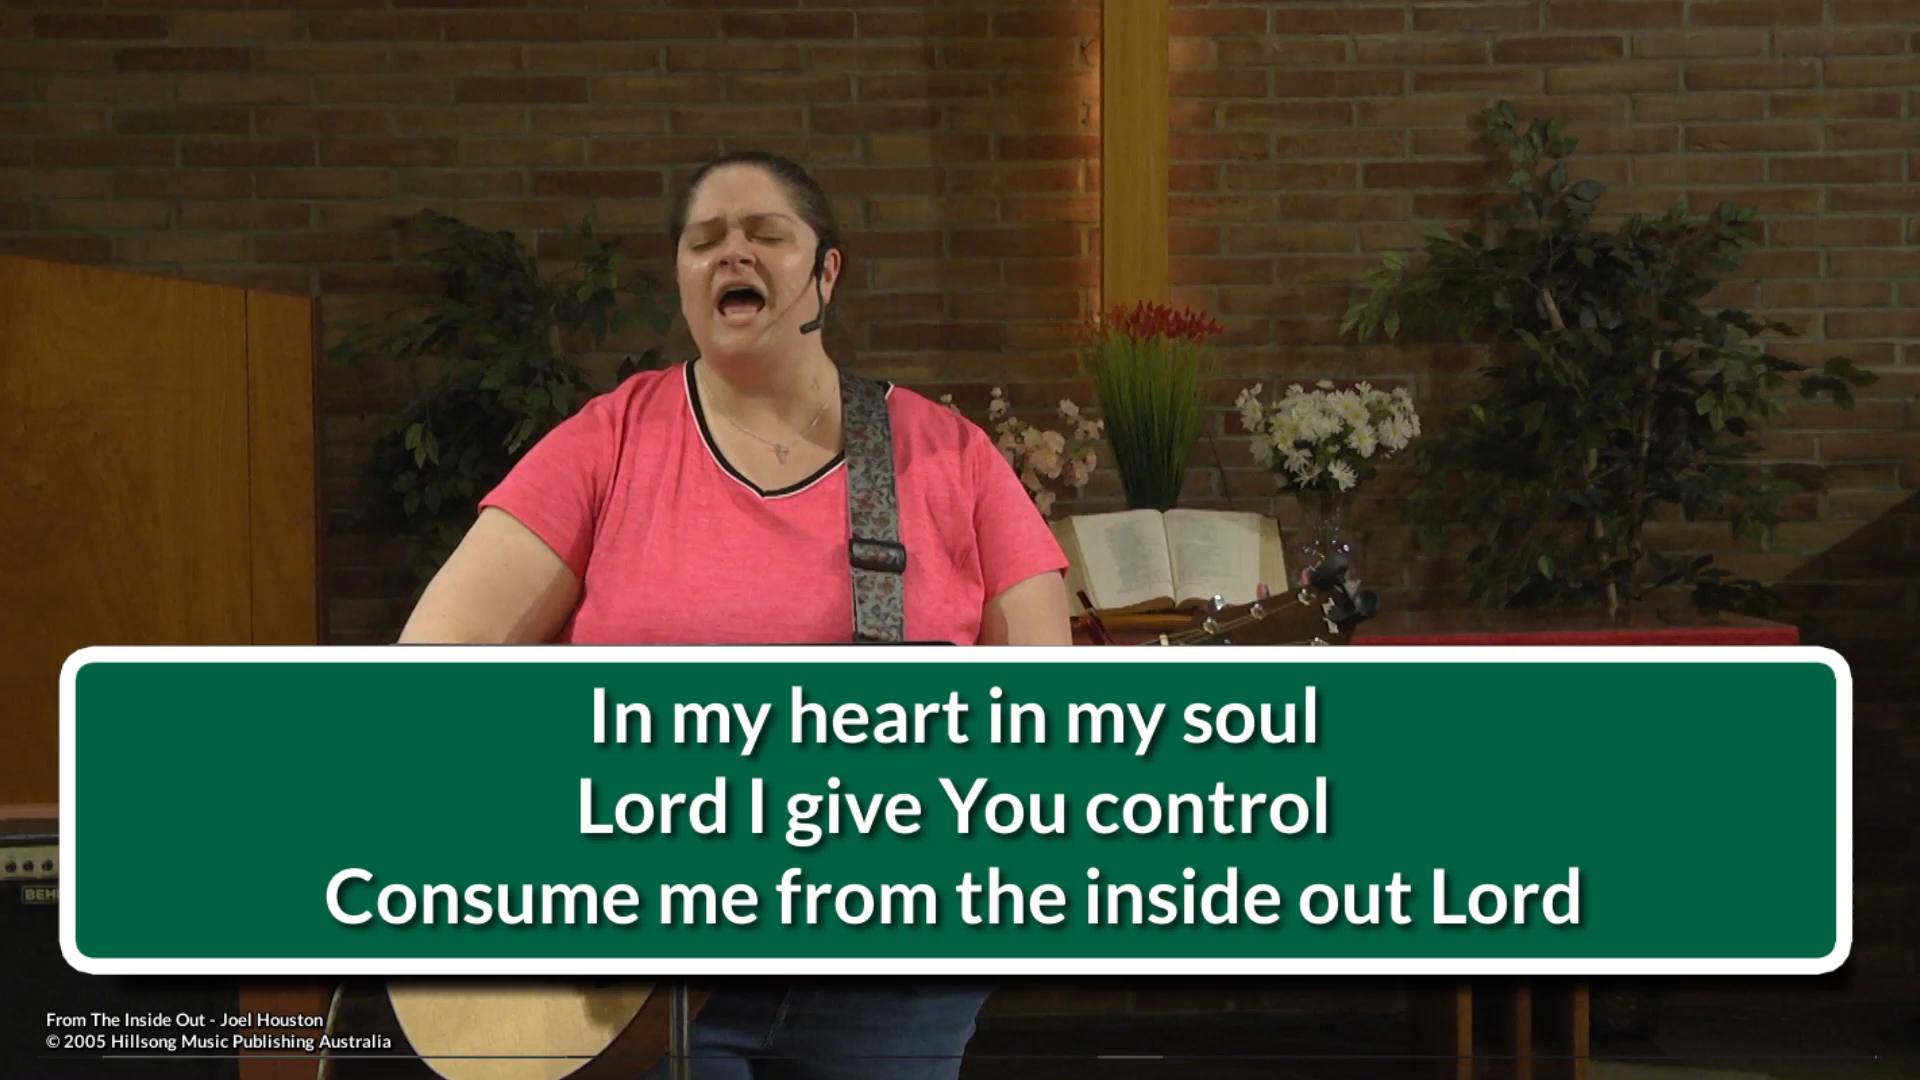 In my heart in my soul
Lord I give You control
Consume me from the inside out Lord
From The Inside Out - Joel Houston
© 2005 Hillsong Music Publishing Australia